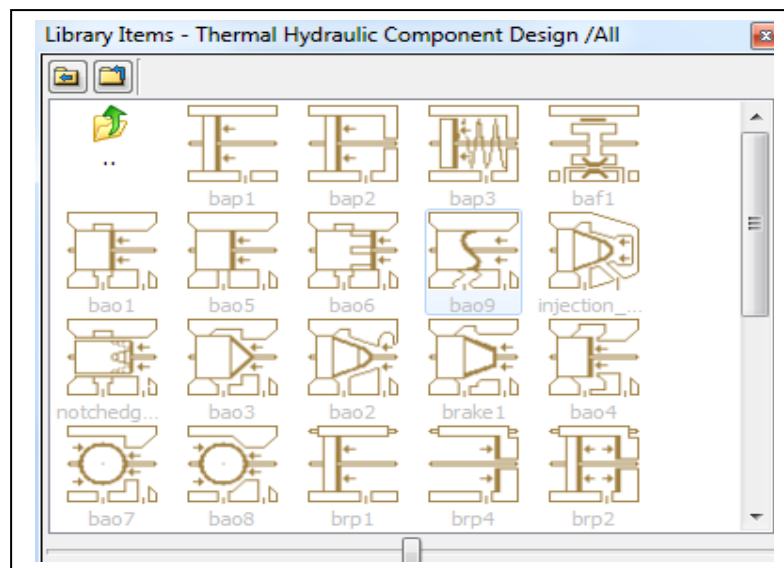 Library Items - Thermal Hydraulic Component Design /All
..
bap1 bap2 bap3 baf1
bao1 bao5 bao6 bao9 injection_...
notchedg... bao3 bao2 brake1 bao4
bao7 bao8 brp1 brp4 brp2